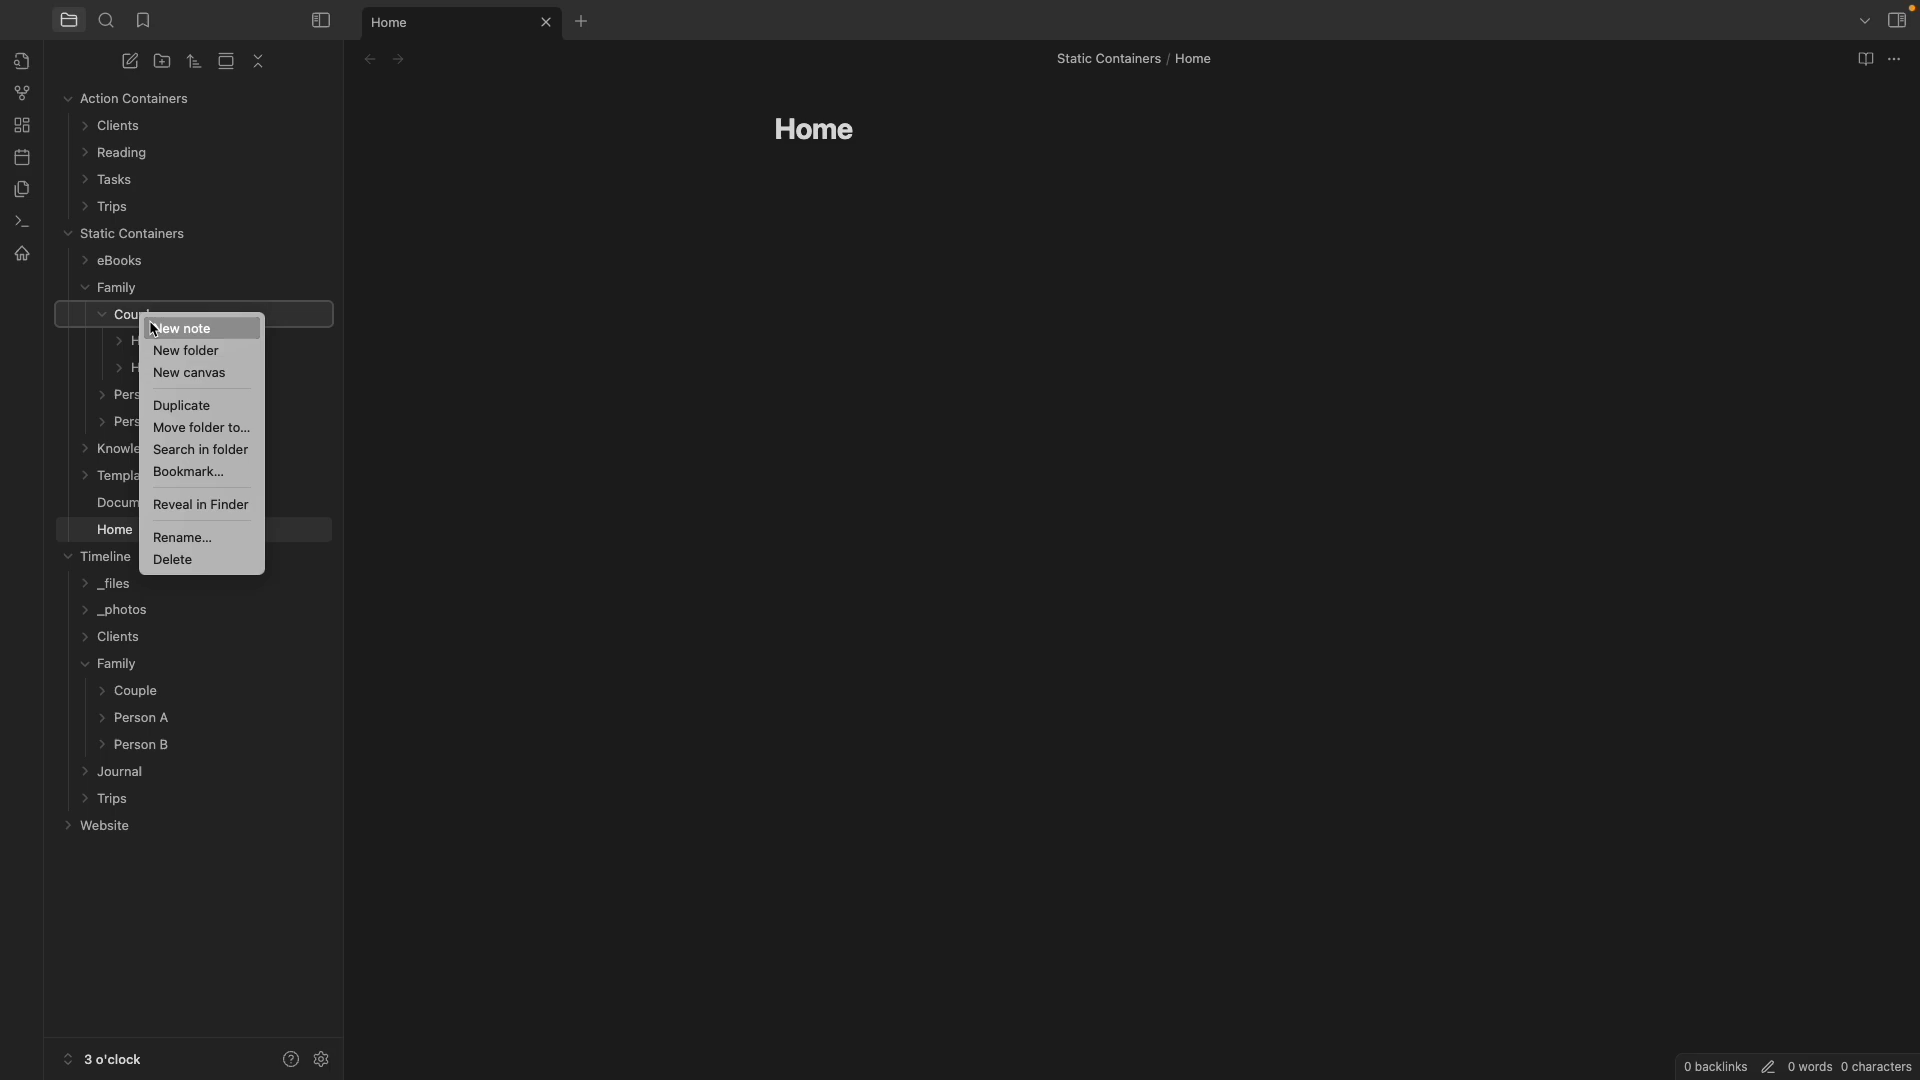 Home
Static Containers / Home
Home
Action Containers
Clients
Reading
Tasks
Trips
Static Containers
eBooks
Family
New note
New folder
New canvas
Duplicate
Move folder to...
Search in folder
Bookmark...
Reveal in Finder
Rename...
Delete
Home
Timeline
_files
_photos
Clients
Family
Couple
Person A
Person B
Journal
Trips
Website
3 o'clock
0 backlinks 0 words 0 characters